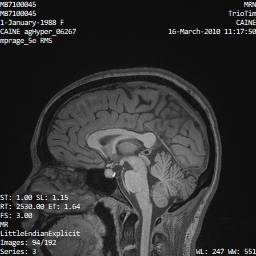 M87100045
MRN
M87100045
TrioTim
1-January-1988 F
CAINE
CAINE agHyper_06267
16-March-2010 11:17:50
mprage_5e RMS
ST: 1.00 SL: 1.15
RT: 2530.00 ET: 1.64
FS: 3.00
MR
LittleEndianExplicit
Images: 94/192
Series: 3
WL: 247 WW: 551